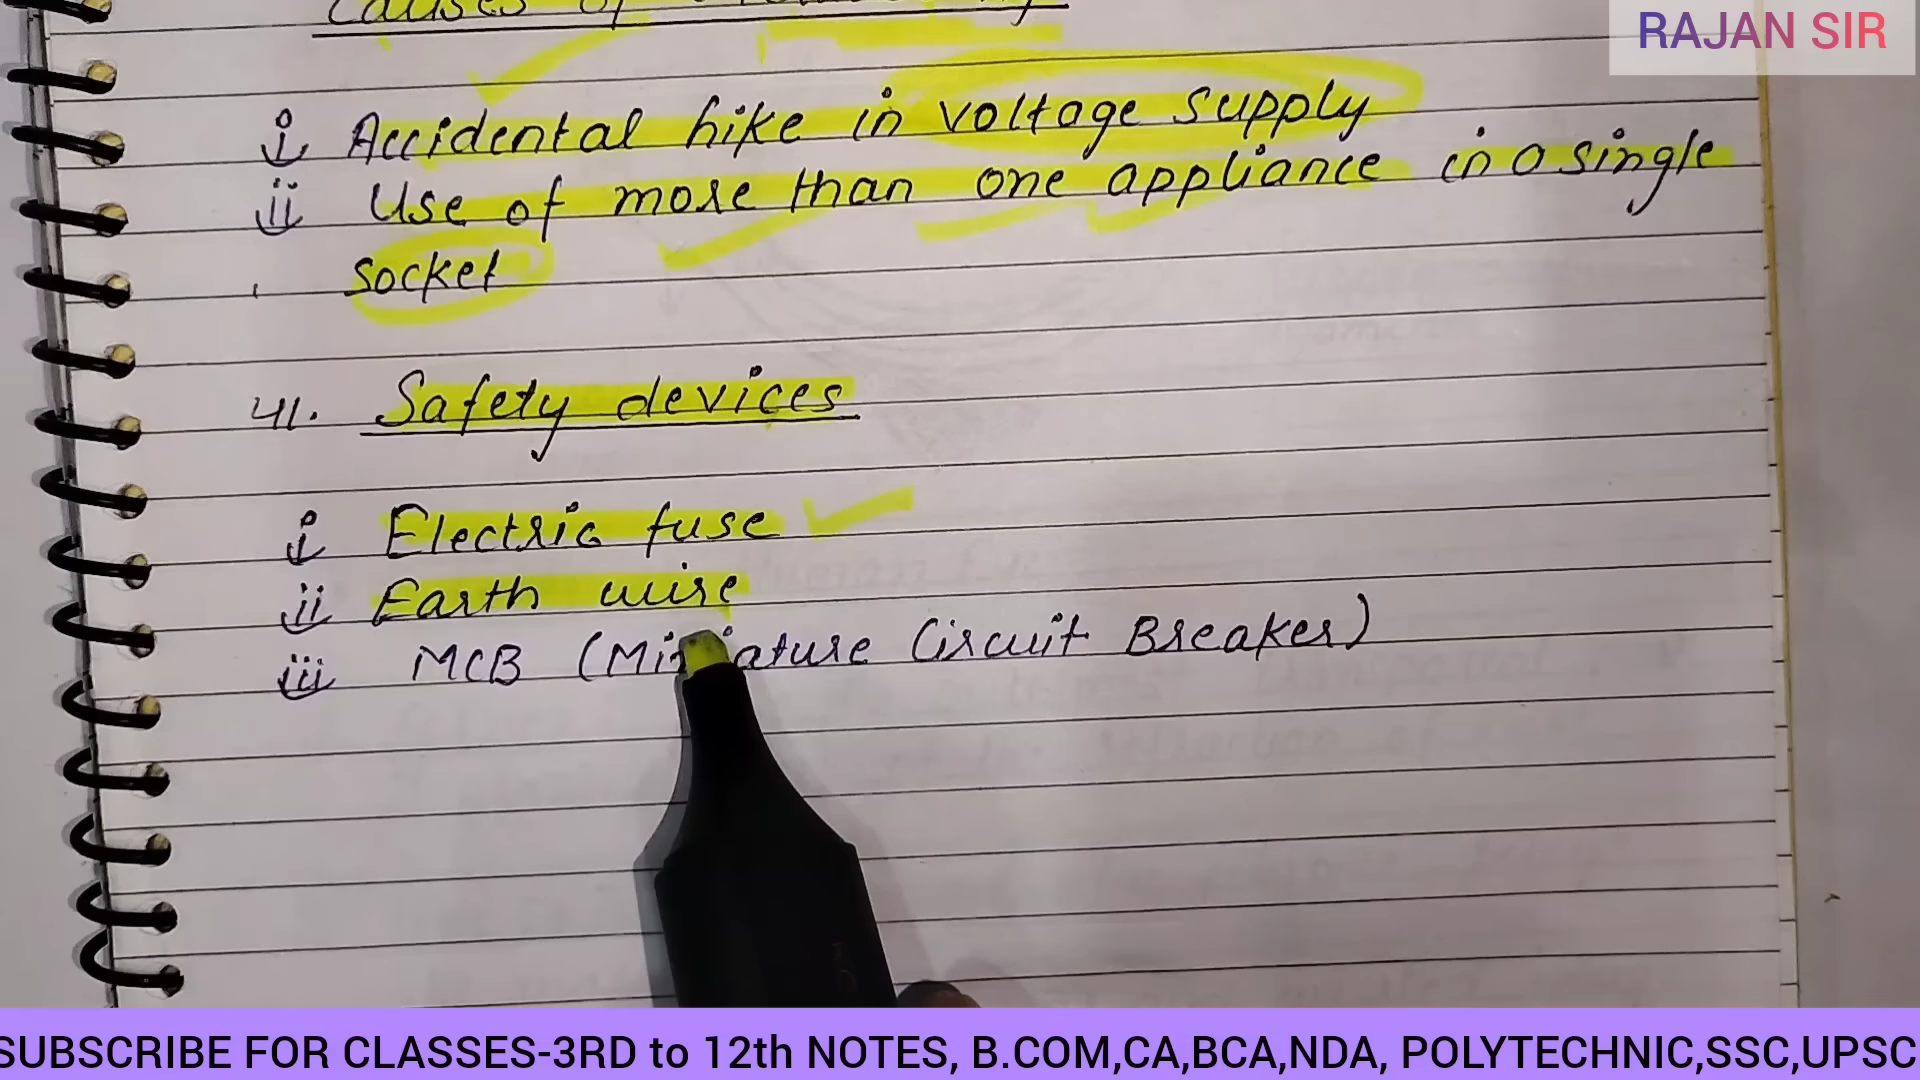 Causes of
RAJAN SIR
i Accidental hike in voltage supply
ii Use of more than one appliance in a single
socket
41. Safety devices
i Electric fuse
ii Earth wire
iii MCB (Miniature Circuit Breaker)
SUBSCRIBE FOR CLASSES-3RD to 12th NOTES, B.COM,CA,BCA,NDA, POLYTECHNIC,SSC,UPSC